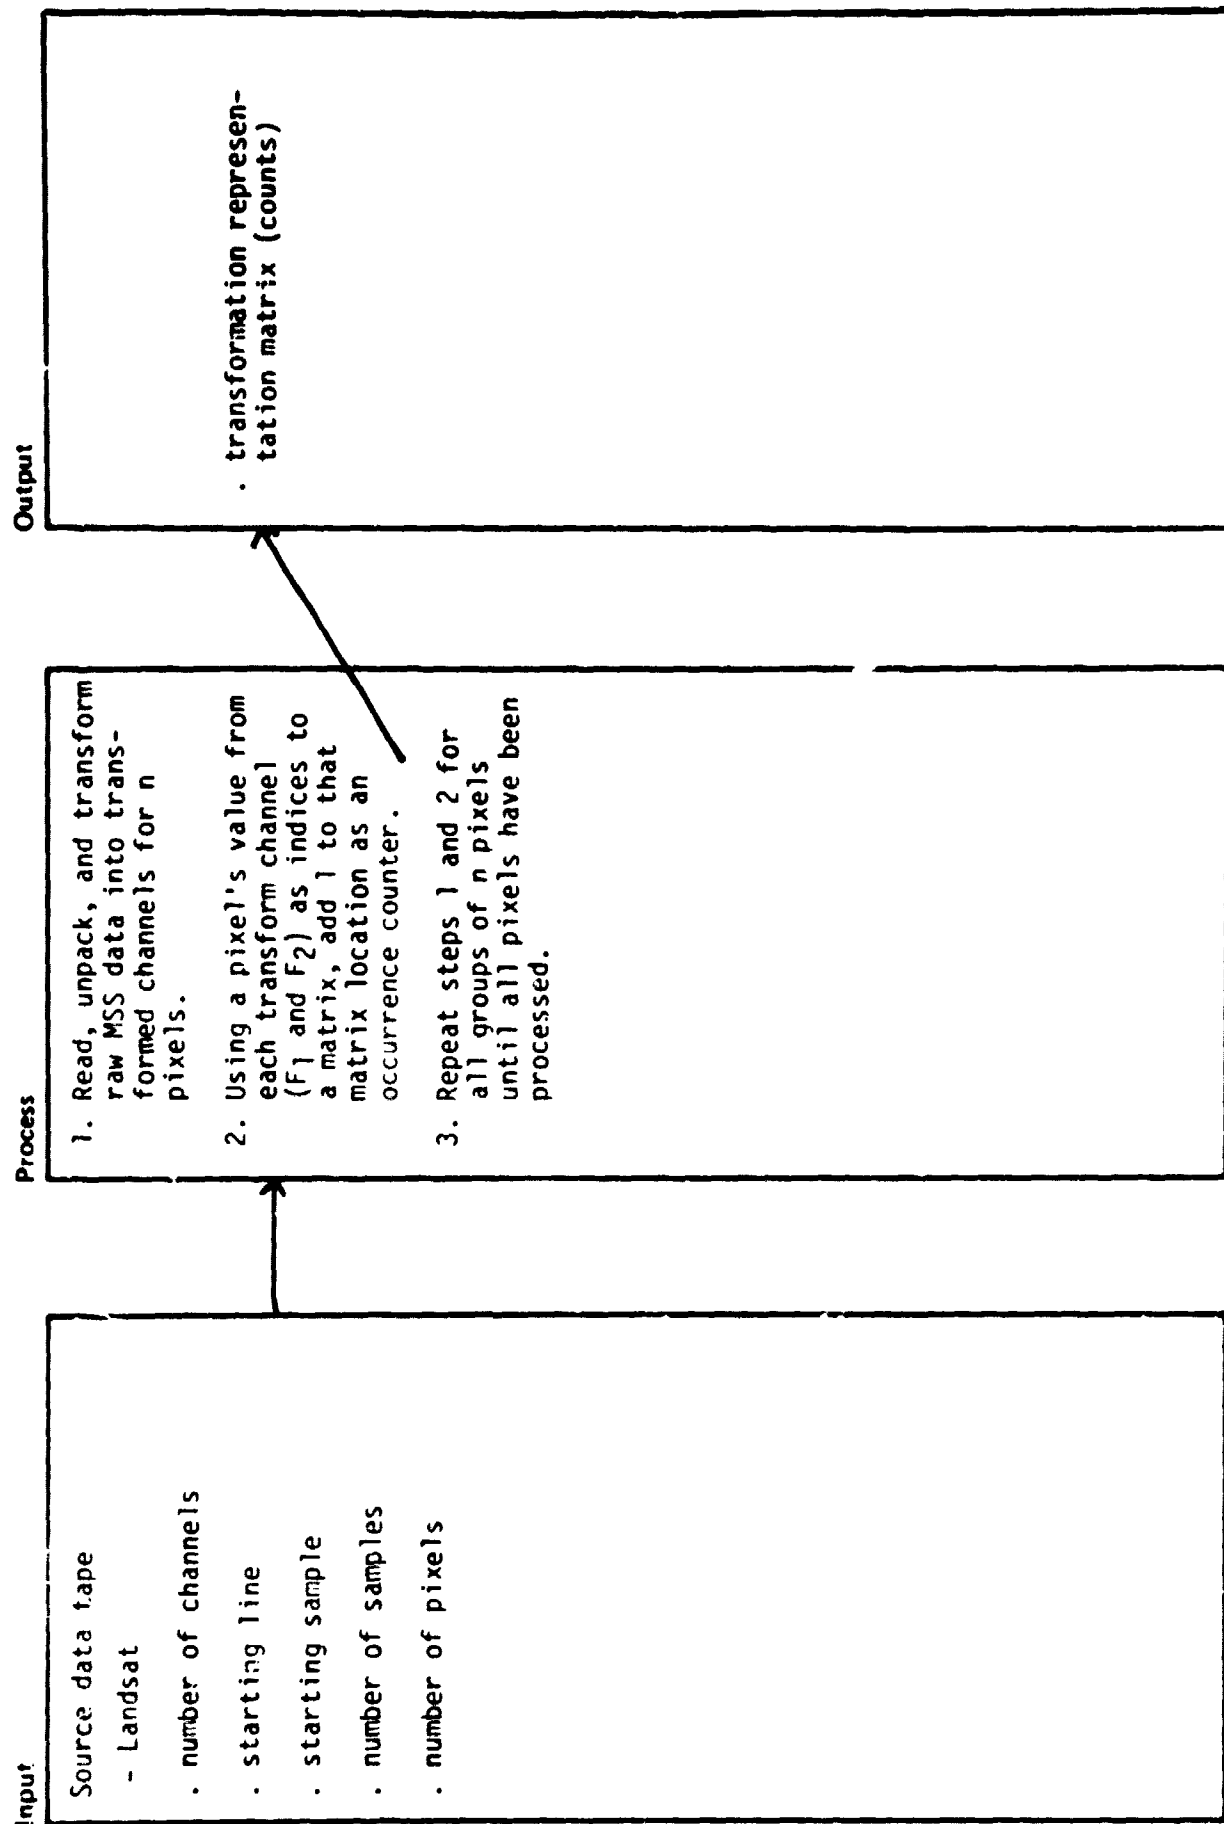 Input
Source data tape
- Landsat
. number of channels
. starting line
. starting sample
. number of samples
. number of pixels
Process
1. Read, unpack, and transform
raw MSS data into trans-
formed channels for n
pixels.
2. Using a pixel's value from
each transform channel
(F1 and F2) as indices to
a matrix, add 1 to that
matrix location as an
occurrence counter.
3. Repeat steps 1 and 2 for
all groups of n pixels
until all pixels have been
processed.
Output
. transformation represen-
tation matrix (counts)